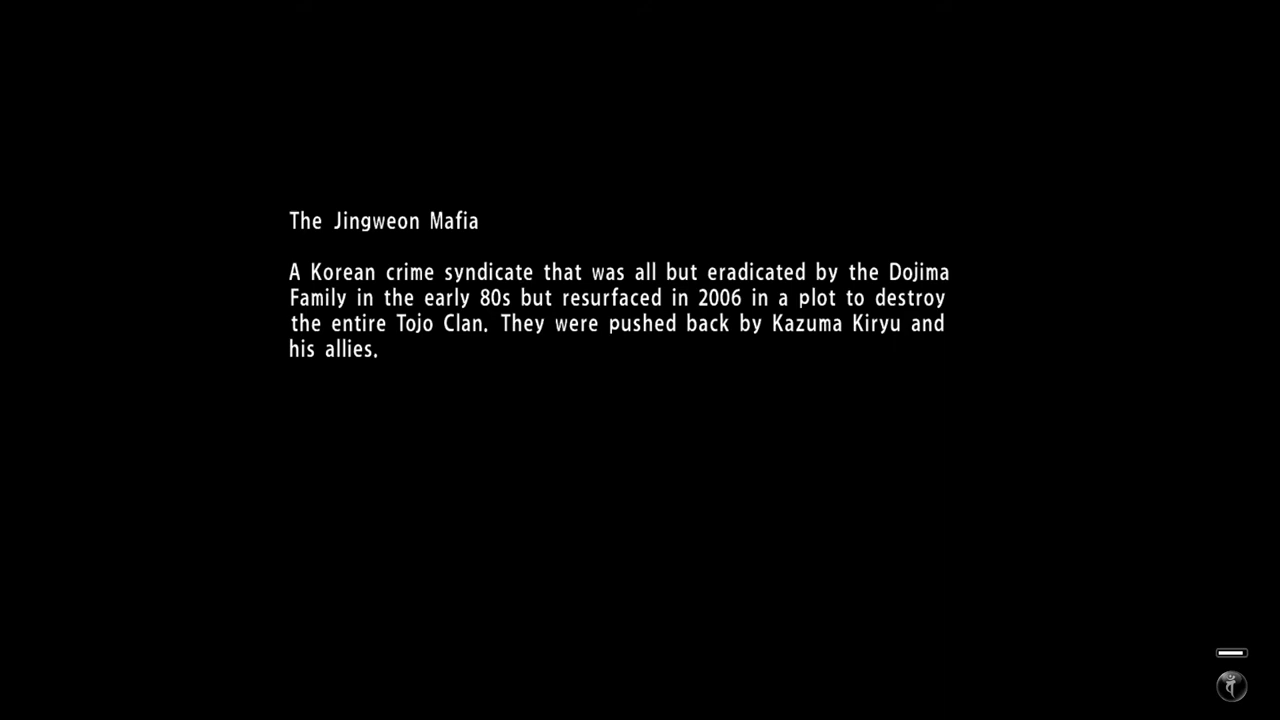 The Jingweon Mafia
A Korean crime syndicate that was all but eradicated by the Dojima
Family in the early 80s but resurfaced in 2006 in a plot to destroy
the entire Tojo Clan. They were pushed back by Kazuma Kiryu and
his allies.